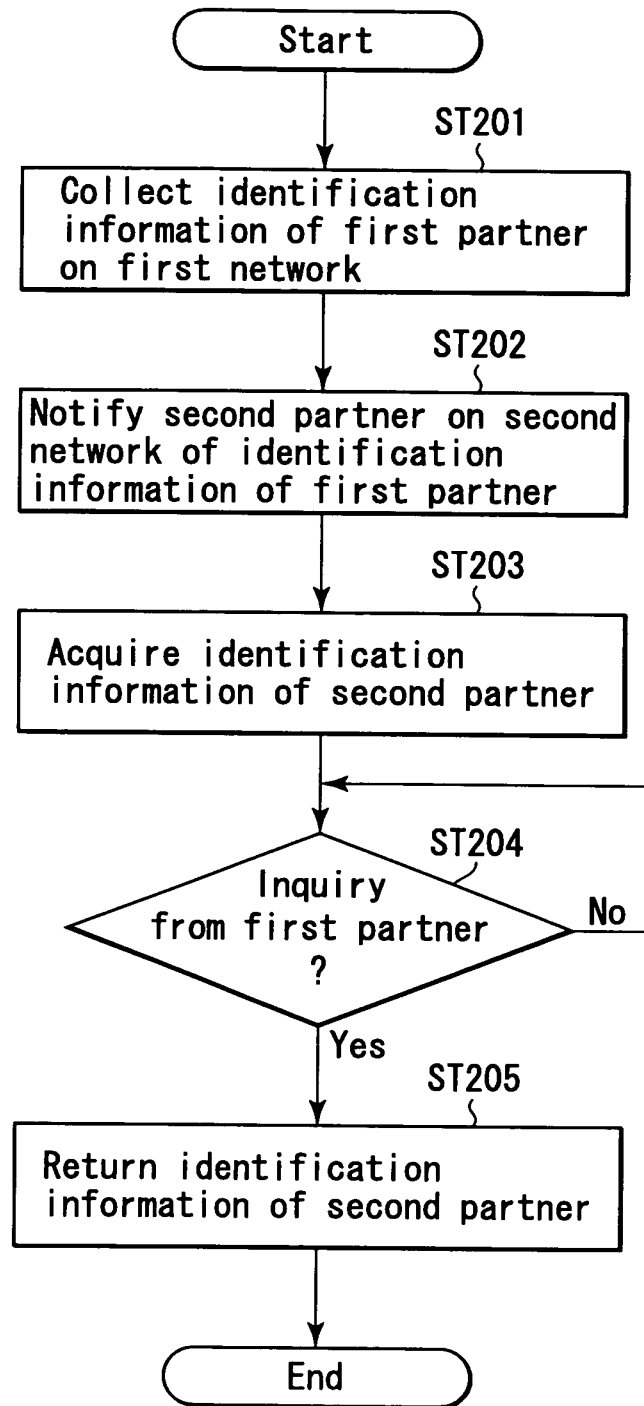 Start
ST201
Collect identification
information of first partner
on first network
ST202
Notify second partner on second
network of identification
information of first partner
ST203
Acquire identification
information of second partner
ST204
Inquiry
from first partner
?
No
Yes
ST205
Return identification
information of second partner
End